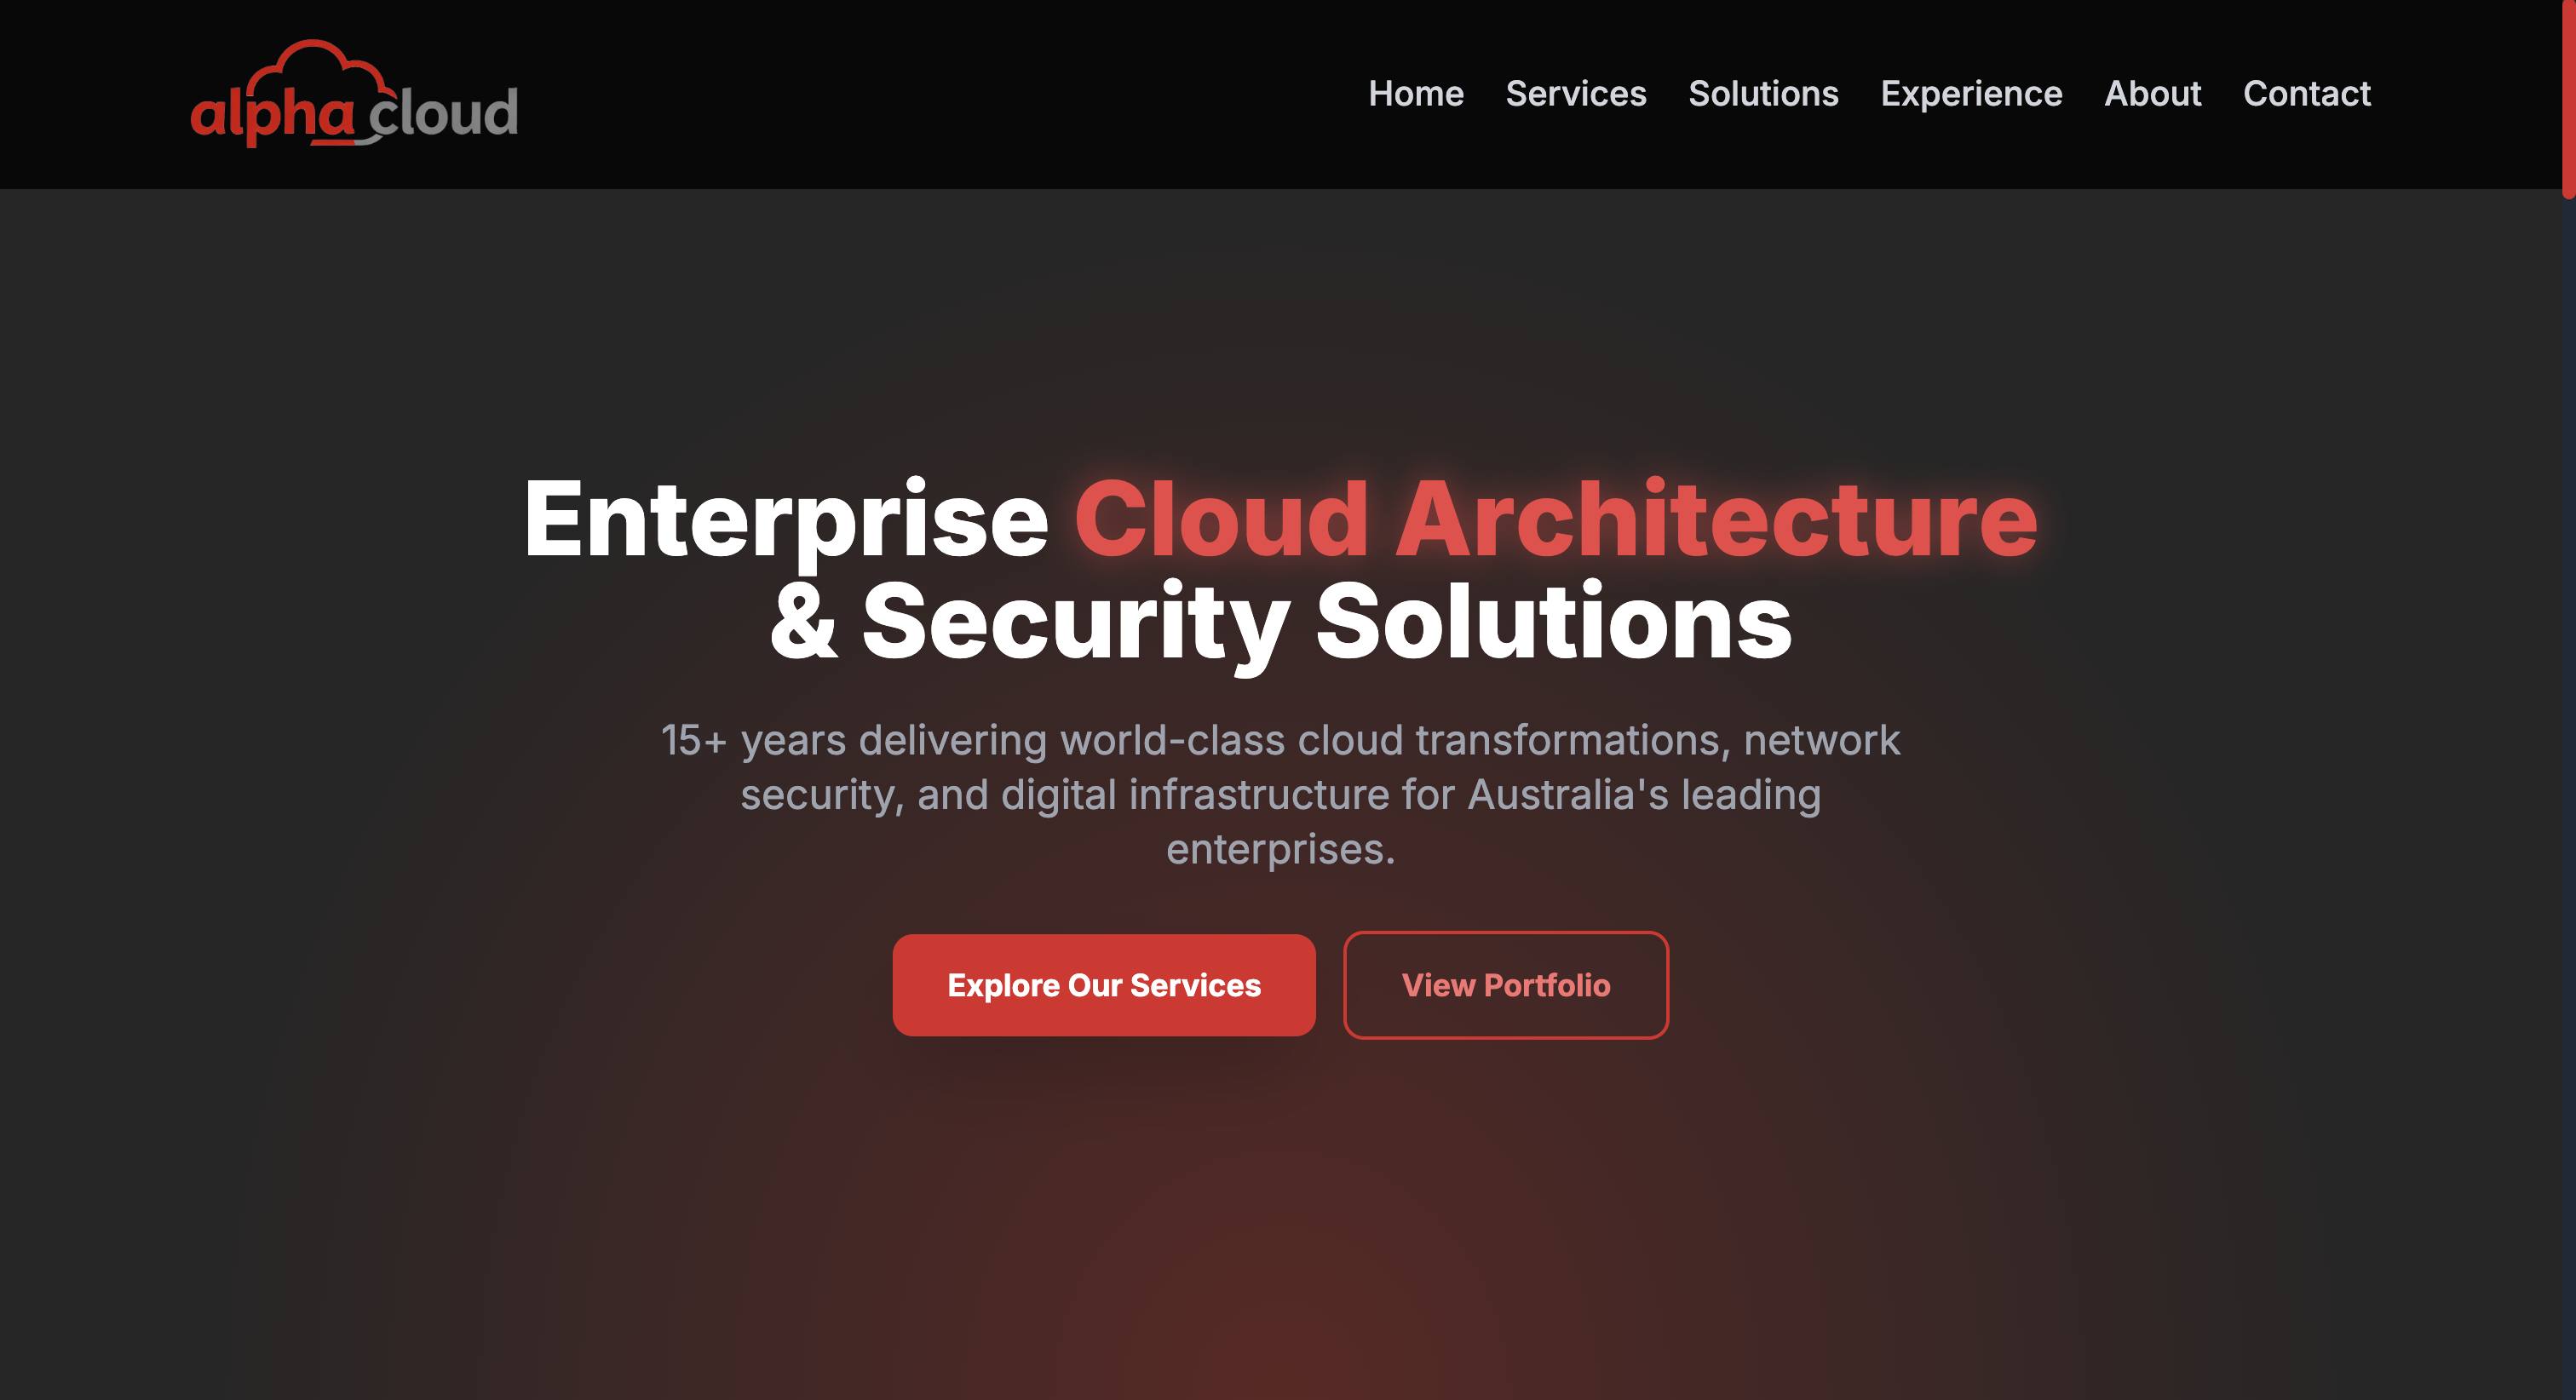 alpha cloud
Home Services Solutions Experience About Contact
Enterprise Cloud Architecture
& Security Solutions
15+ years delivering world-class cloud transformations, network
security, and digital infrastructure for Australia's leading
enterprises.
Explore Our Services View Portfolio